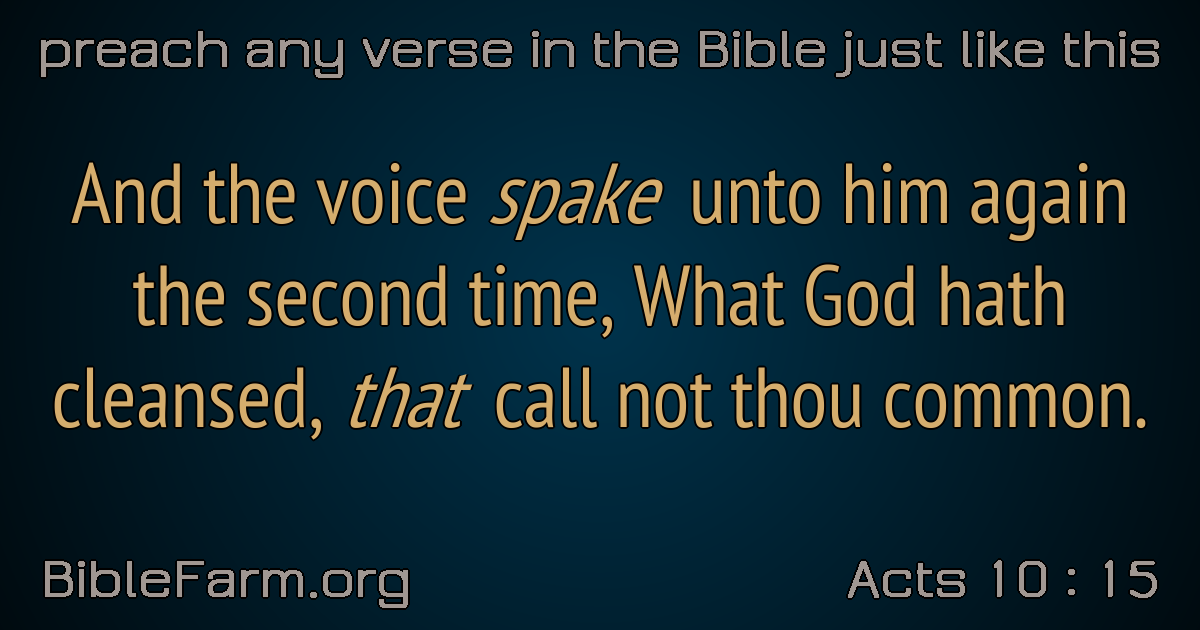 preach any verse in the Bible just like this
And the voice spake unto him again
the second time, What God hath
cleansed, that call not thou common.
BibleFarm.org
Acts 10 : 15